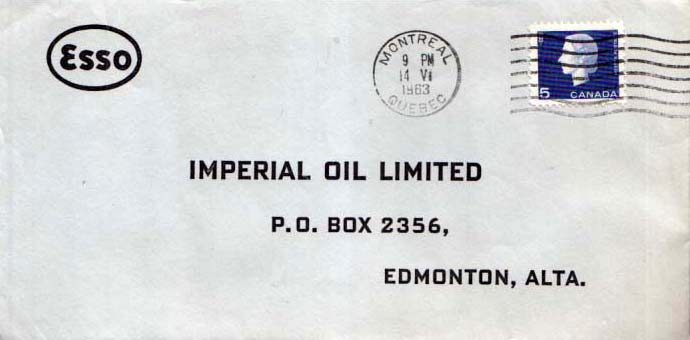 Esso
MONTREAL
9 PM
14 VI
1963
QUEBEC
5 CANADA
IMPERIAL OIL LIMITED
P.O. BOX 2356,
EDMONTON, ALTA.